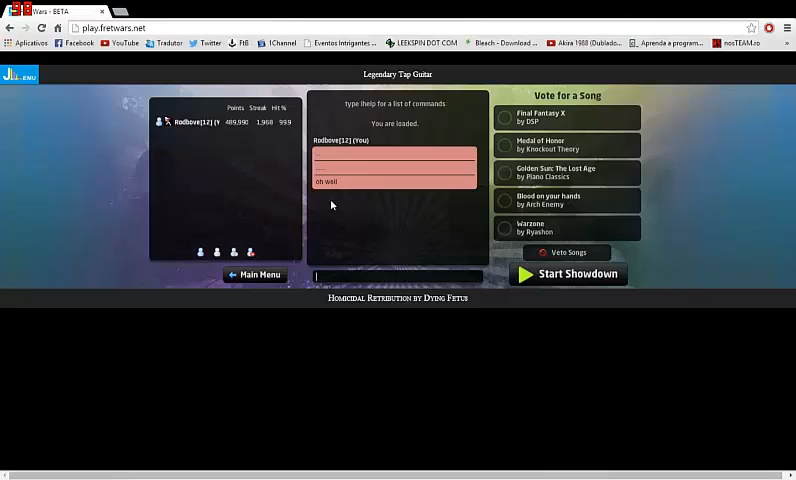 98
Wars - BETA
play.fretwars.net
Aplicativos Facebook YouTube Tradutor Twitter FtB 1Channel Eventos Intrigantes ... LEEKSPIN DOT COM Bleach - Download ... Akira 1988 (Dublado... Aprenda a program... nosTEAM.ro »
.EMU
Legendary Tap Guitar
Points Streak Hit %
Rodbove[12] (Y 489,990 1,968 99.9
type !help for a list of commands
You are loaded.
Rodbove[12] (You)
...
oh well
Vote for a Song
Final Fantasy X
by DSP
Medal of Honor
by Knockout Theory
Golden Sun: The Lost Age
by Piano Classics
Blood on your hands
by Arch Enemy
Warzone
by Ryashon
Veto Songs
Main Menu
Start Showdown
Homicidal Retribution by Dying Fetus